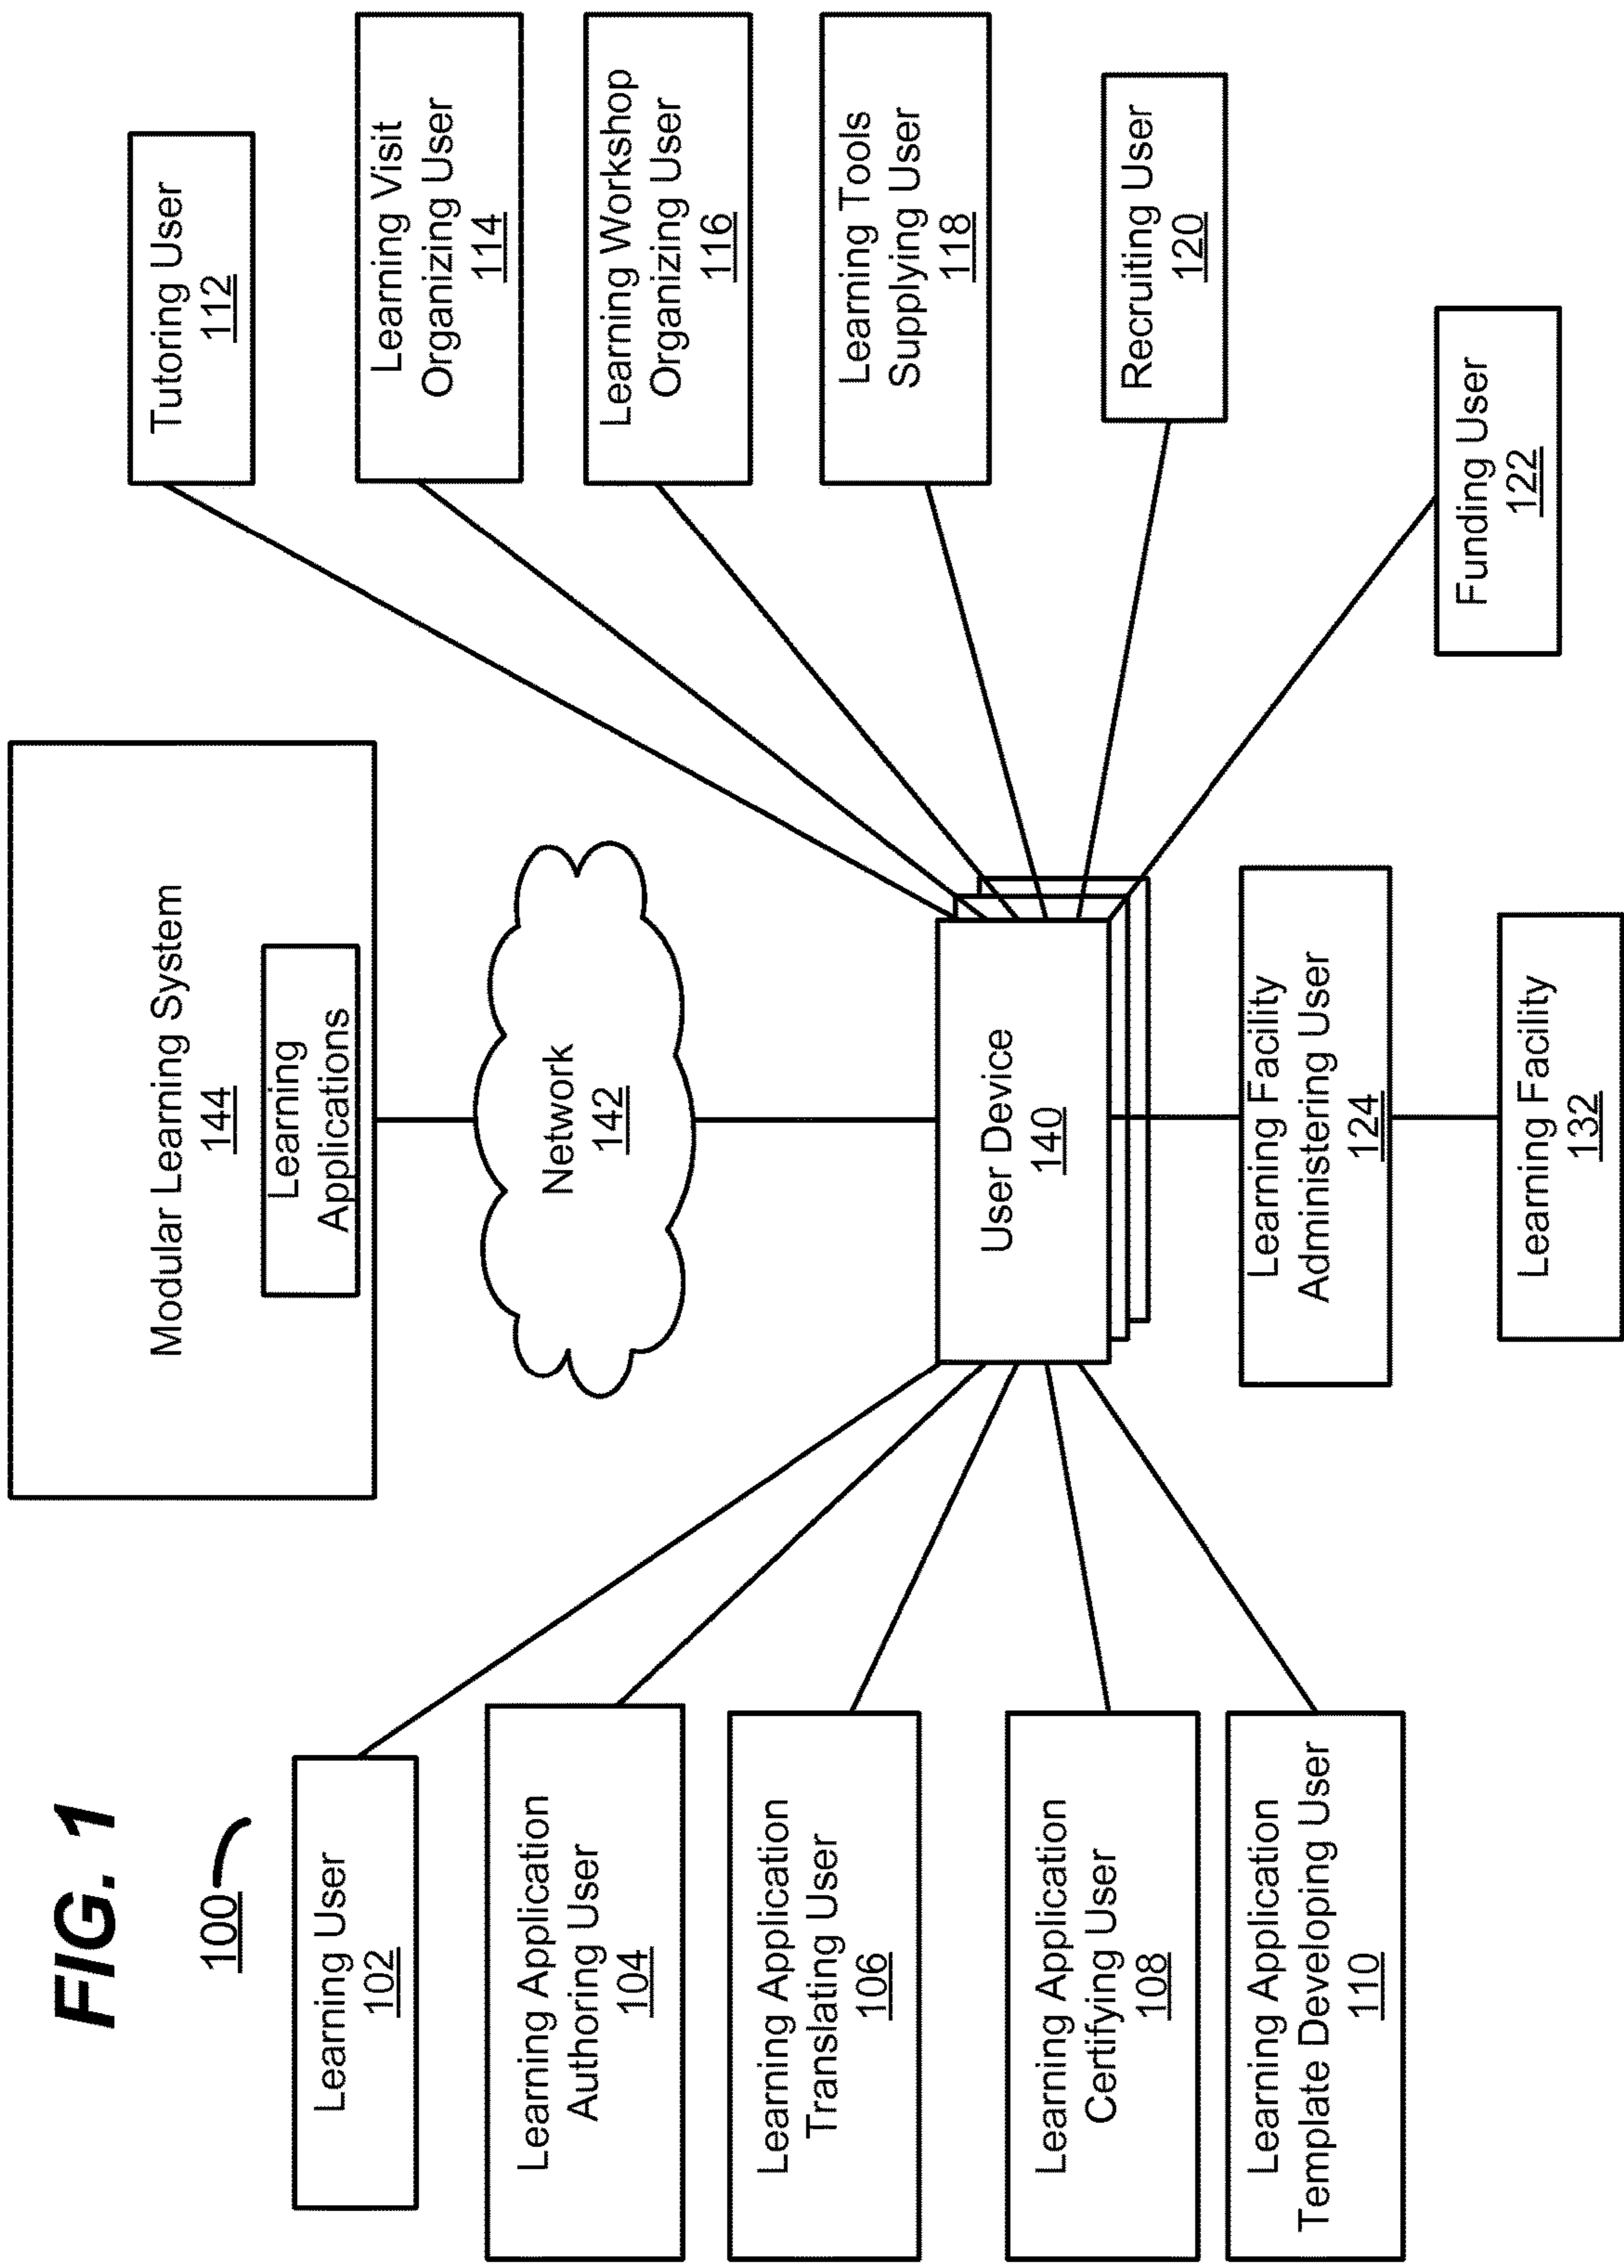 FIG. 1
100
Modular Learning System
144
Learning
Applications
Network
142
User Device
140
Learning User
102
Learning Application
Authoring User
104
Learning Application
Translating User
106
Learning Application
Certifying User
108
Learning Application
Template Developing User
110
Tutoring User
112
Learning Visit
Organizing User
114
Learning Workshop
Organizing User
116
Learning Tools
Supplying User
118
Recruiting User
120
Funding User
122
Learning Facility
Administering User
124
Learning Facility
132